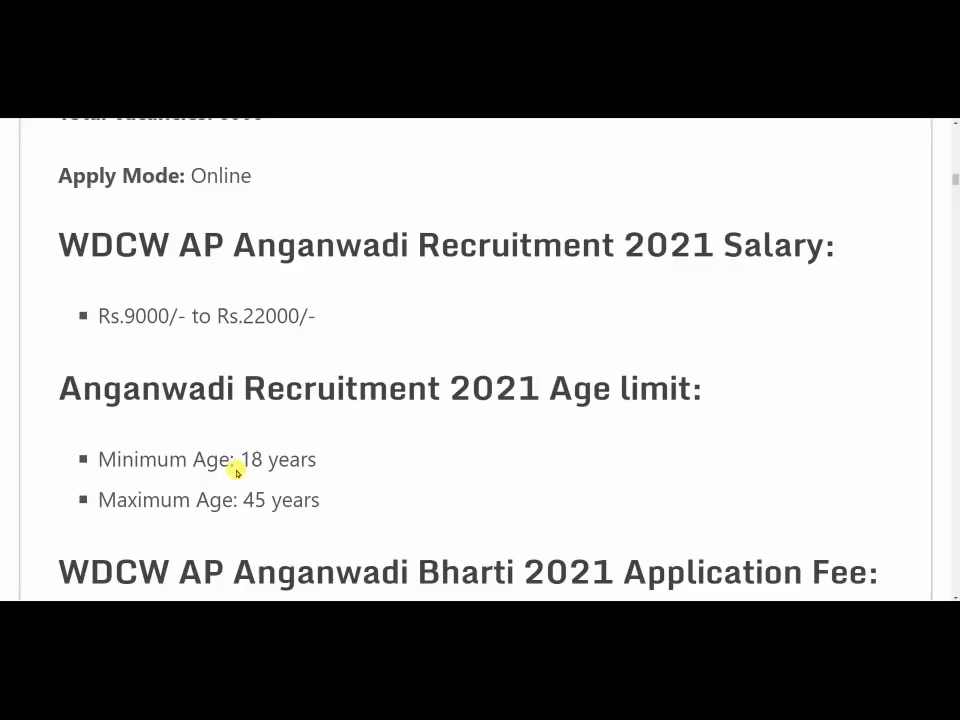 Apply Mode: Online
WDCW AP Anganwadi Recruitment 2021 Salary:
▪ Rs.9000/- to Rs.22000/-
Anganwadi Recruitment 2021 Age limit:
▪ Minimum Age: 18 years
▪ Maximum Age: 45 years
WDCW AP Anganwadi Bharti 2021 Application Fee: